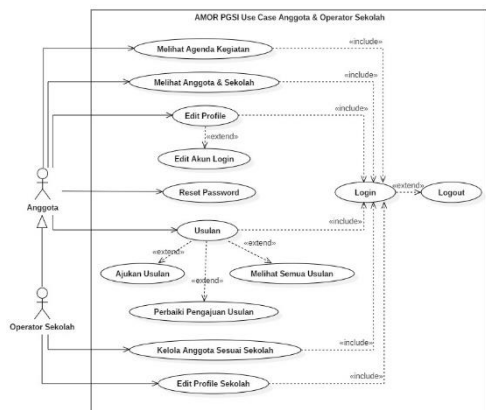 AMOR PGSI Use Case Anggota & Operator Sekolah
Melihat Agenda Kegiatan
«include»
Melihat Anggota & Sekolah
«include»
Edit Profile
«include»
«extend»
Edit Akun Login
Anggota
Reset Password
Login
«extend»
Logout
Usulan
«include»
«extend»
«extend»
Ajukan Usulan
«extend»
Melihat Semua Usulan
Perbaiki Pengajuan Usulan
Operator Sekolah
Kelola Anggota Sesuai Sekolah
«include»
Edit Profile Sekolah
«include»